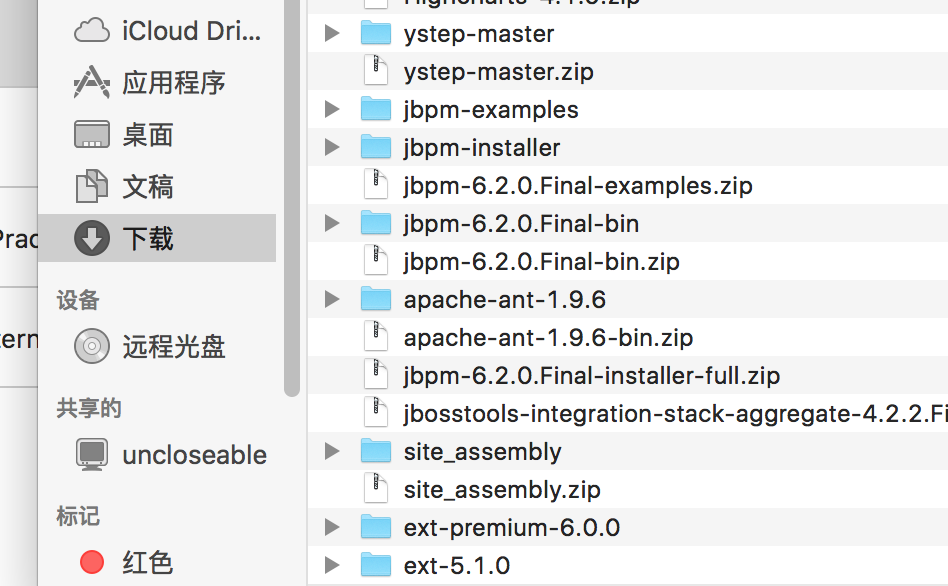 iCloud Dri...
应用程序
桌面
文稿
下载
设备
远程光盘
共享的
uncloseable
标记
红色
ystep-master
ystep-master.zip
jbpm-examples
jbpm-installer
jbpm-6.2.0.Final-examples.zip
jbpm-6.2.0.Final-bin
jbpm-6.2.0.Final-bin.zip
apache-ant-1.9.6
apache-ant-1.9.6-bin.zip
jbpm-6.2.0.Final-installer-full.zip
jbosstools-integration-stack-aggregate-4.2.2.Fi
site_assembly
site_assembly.zip
ext-premium-6.0.0
ext-5.1.0